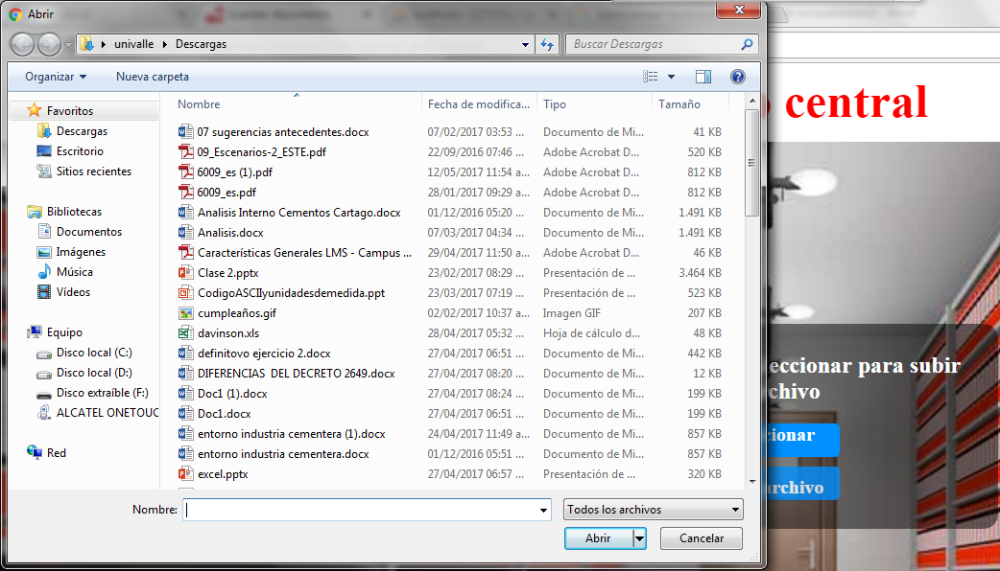 Abrir
univalle Descargas
Buscar Descargas
Organizar Nueva carpeta
Favoritos
Descargas
Escritorio
Sitios recientes
Bibliotecas
Documentos
Imágenes
Música
Vídeos
Equipo
Disco local (C:)
Disco local (D:)
Disco extraíble (F:)
ALCATEL ONETOUC
Red
Nombre Fecha de modifica... Tipo Tamaño
07 sugerencias antecedentes.docx 07/02/2017 03:53 ... Documento de Mi... 41 KB
09_Escenarios-2_ESTE.pdf 22/09/2016 07:46 ... Adobe Acrobat D... 520 KB
6009_es (1).pdf 12/05/2017 11:54 a... Adobe Acrobat D... 812 KB
6009_es.pdf 28/01/2017 09:29 a... Adobe Acrobat D... 812 KB
Analisis Interno Cementos Cartago.docx 01/12/2016 05:20 ... Documento de Mi... 1.491 KB
Analisis.docx 07/03/2017 04:34 ... Documento de Mi... 1.491 KB
Características Generales LMS - Campus ... 29/04/2017 11:50 a... Adobe Acrobat D... 46 KB
Clase 2.pptx 23/02/2017 08:29 ... Presentación de ... 3.464 KB
CodigoASCIIyunidadesdemedida.ppt 23/03/2017 07:19 ... Presentación de ... 523 KB
cumpleaños.gif 02/02/2017 10:37 a... Imagen GIF 207 KB
davinson.xls 28/04/2017 05:32 ... Hoja de cálculo d... 48 KB
definitovo ejercicio 2.docx 27/04/2017 06:51 ... Documento de Mi... 442 KB
DIFERENCIAS DEL DECRETO 2649.docx 27/04/2017 08:20 ... Documento de Mi... 12 KB
Doc1 (1).docx 27/04/2017 08:24 ... Documento de Mi... 199 KB
Doc1.docx 27/04/2017 06:51 ... Documento de Mi... 199 KB
entorno industria cementera (1).docx 24/04/2017 11:49 a... Documento de Mi... 857 KB
entorno industria cementera.docx 01/12/2016 05:51 ... Documento de Mi... 857 KB
excel.pptx 27/04/2017 06:57 ... Presentación de ... 320 KB
Nombre:
Todos los archivos
Abrir Cancelar
central
eccionar para subir
chivo
cionar
archivo